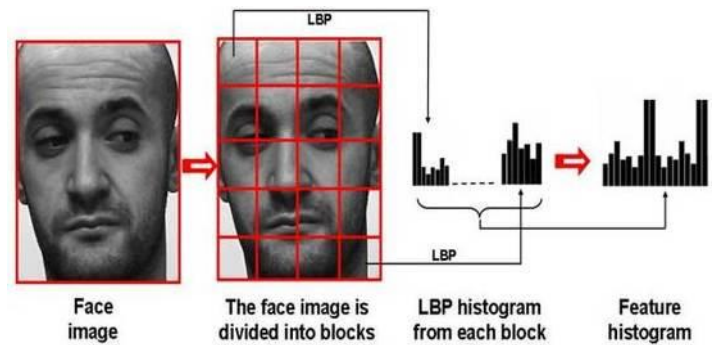 LBP
LBP
Face
image
The face image is
divided into blocks
LBP histogram
from each block
Feature
histogram